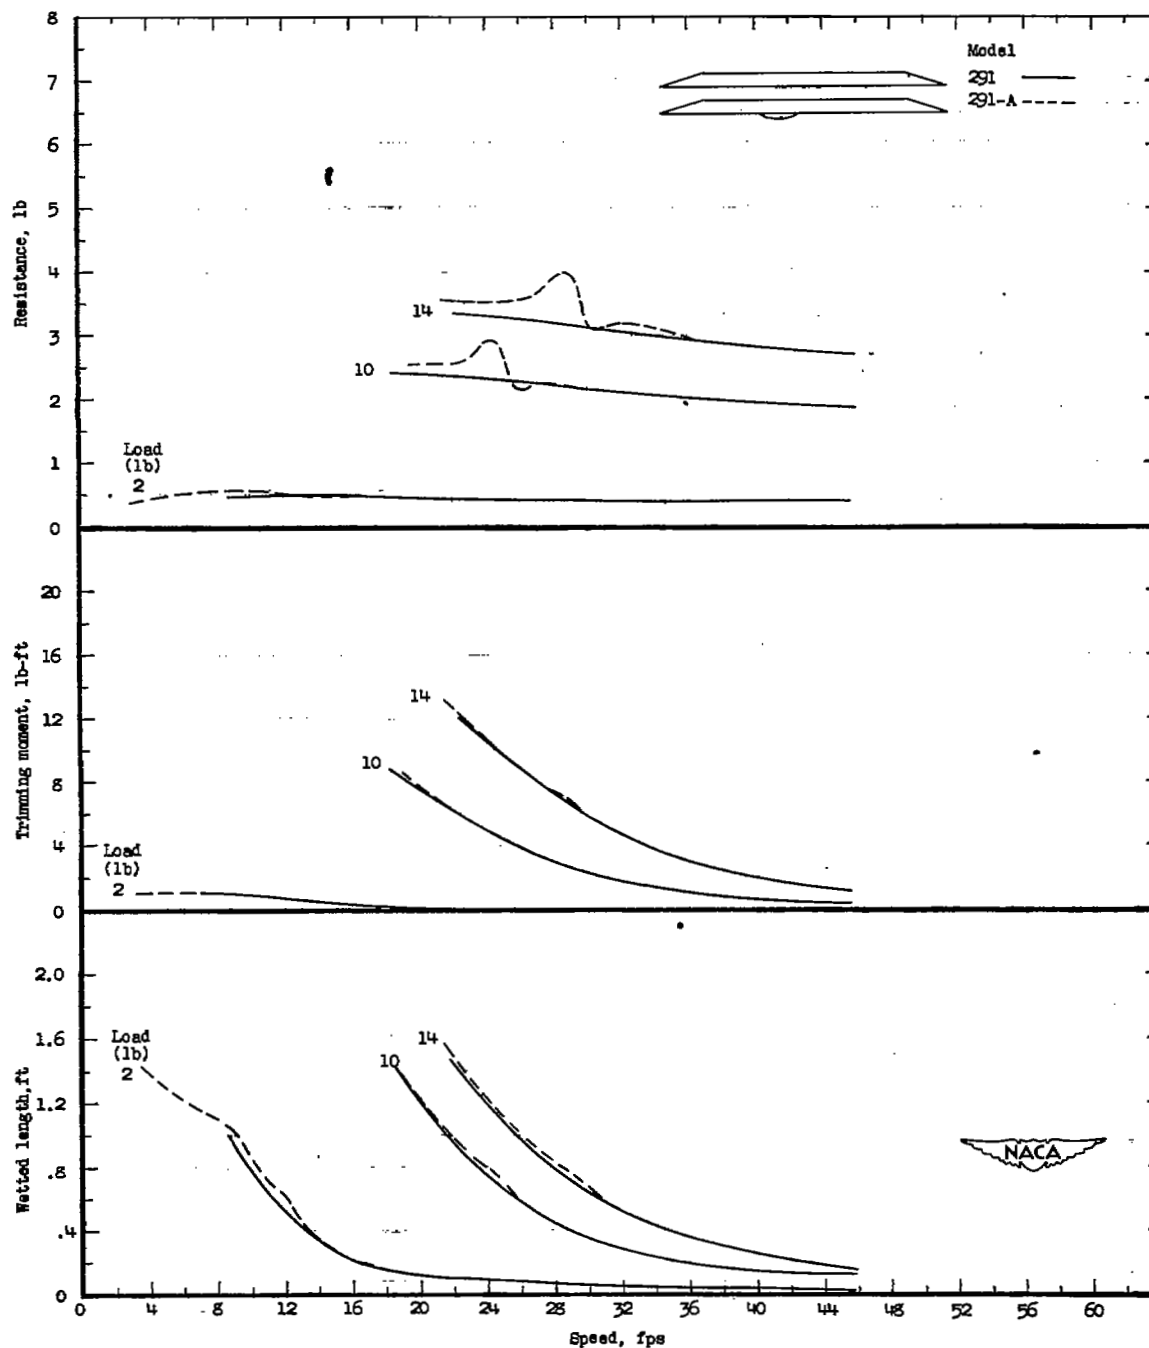 8
7
6
5
4
3
2
1
0
Resistance, lb
Model
291
291-A
14
10
Load
(lb)
2
20
16
12
8
4
0
Trimming moment, lb-ft
14
10
Load
(lb)
2
2.0
1.6
1.2
.8
.4
0
Wetted length,ft
Load
(lb)
2
10
14
NACA
0 4 8 12 16 20 24 28 32 36 40 44 48 52 56 60
Speed, fps